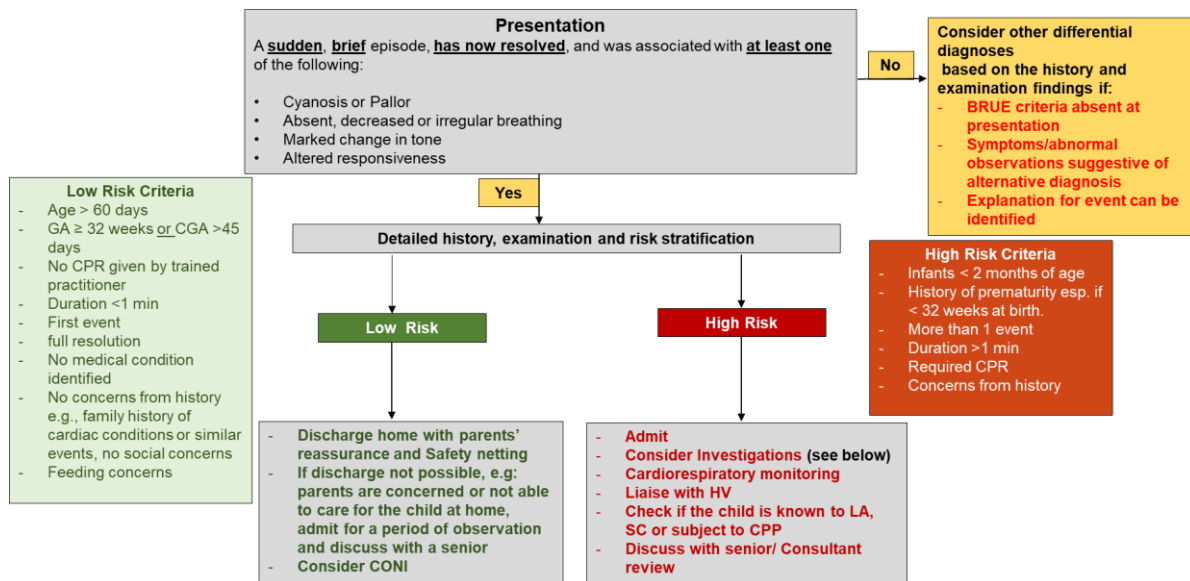 Presentation
A sudden, brief episode, has now resolved, and was associated with at least one
of the following:
• Cyanosis or Pallor
• Absent, decreased or irregular breathing
• Marked change in tone
• Altered responsiveness
No
Consider other differential
diagnoses
based on the history and
examination findings if:
- BRUE criteria absent at
presentation
- Symptoms/abnormal
observations suggestive of
alternative diagnosis
- Explanation for event can be
identified
Yes
Low Risk Criteria
- Age > 60 days
- GA ≥ 32 weeks or CGA >45
days
- No CPR given by trained
practitioner
- Duration <1 min
- First event
- full resolution
- No medical condition
identified
- No concerns from history
e.g., family history of
cardiac conditions or similar
events, no social concerns
- Feeding concerns
Detailed history, examination and risk stratification
High Risk Criteria
- Infants < 2 months of age
- History of prematurity esp. if
< 32 weeks at birth.
- More than 1 event
- Duration >1 min
- Required CPR
- Concerns from history
Low Risk
High Risk
- Discharge home with parents’
reassurance and Safety netting
- If discharge not possible, e.g:
parents are concerned or not able
to care for the child at home,
admit for a period of observation
and discuss with a senior
- Consider CONI
- Admit
- Consider Investigations (see below)
- Cardiorespiratory monitoring
- Liaise with HV
- Check if the child is known to LA,
SC or subject to CPP
- Discuss with senior/ Consultant
review